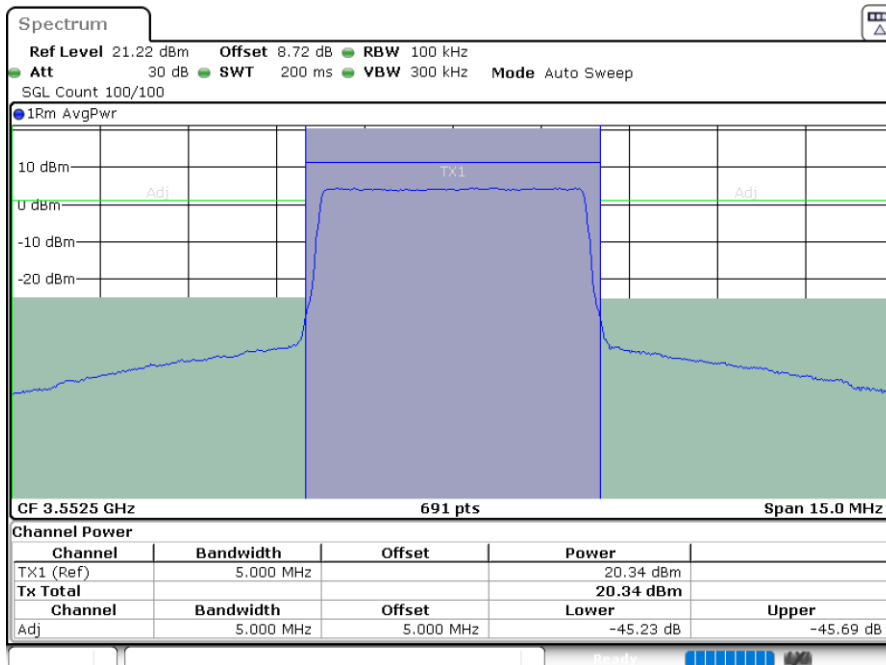 Spectrum
Ref Level 21.22 dBm Offset 8.72 dB RBW 100 kHz
Att 30 dB SWT 200 ms VBW 300 kHz Mode Auto Sweep
SGL Count 100/100
1Rm AvgPwr
10 dBm
TX1
Adj Adj
0 dBm
-10 dBm
-20 dBm
CF 3.5525 GHz 691 pts Span 15.0 MHz
Channel Power
Channel Bandwidth Offset Power
TX1 (Ref) 5.000 MHz 20.34 dBm
Tx Total 20.34 dBm
Channel Bandwidth Offset Lower Upper
Adj 5.000 MHz 5.000 MHz -45.23 dB -45.69 dB
Ready